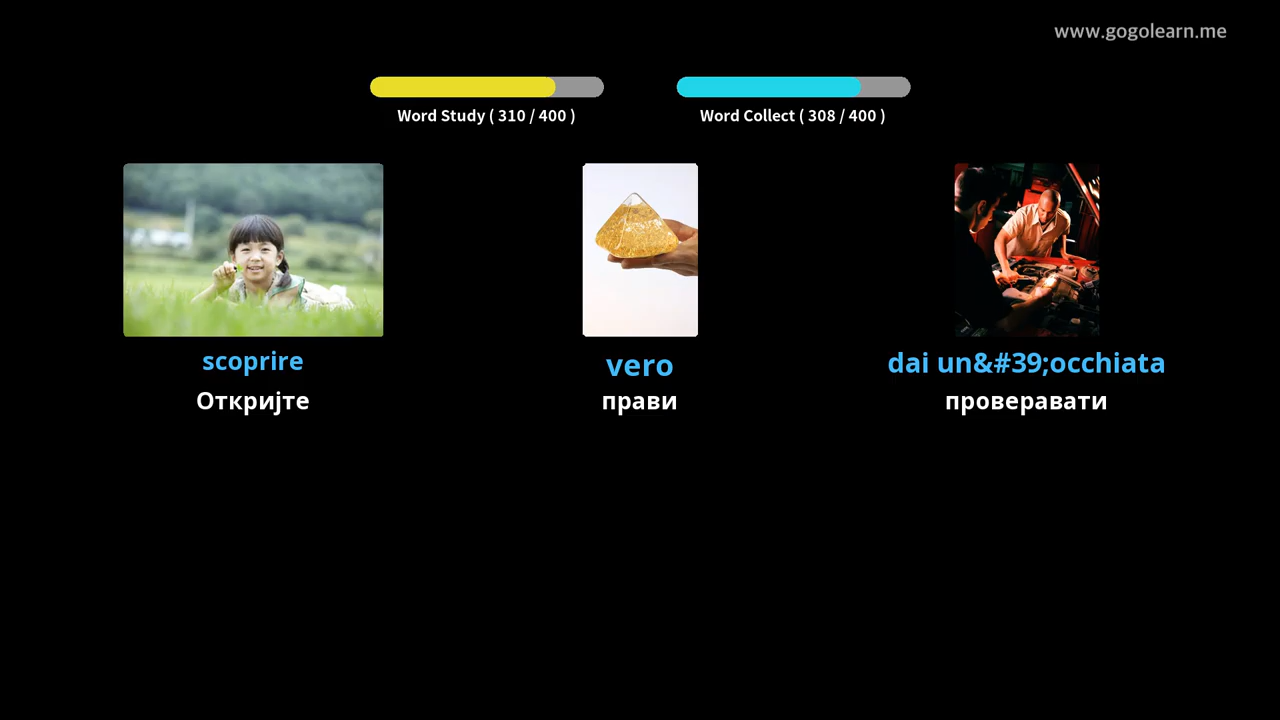 www.gogolearn.me
Word Study ( 310 / 400 )
Word Collect ( 308 / 400 )
scoprire
Откријте
vero
прави
dai un&#39;occhiata
проверавати